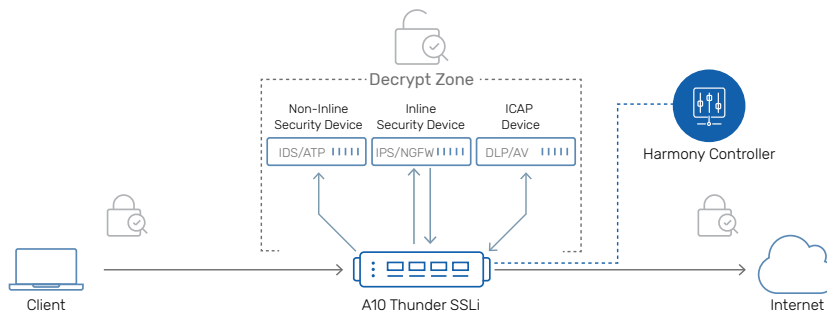 Decrypt Zone
Non-Inline
Security Device
Inline
Security Device
ICAP
Device
IDS/ATP
IPS/NGFW
DLP/AV
Harmony Controller
Client
A10 Thunder SSLi
Internet